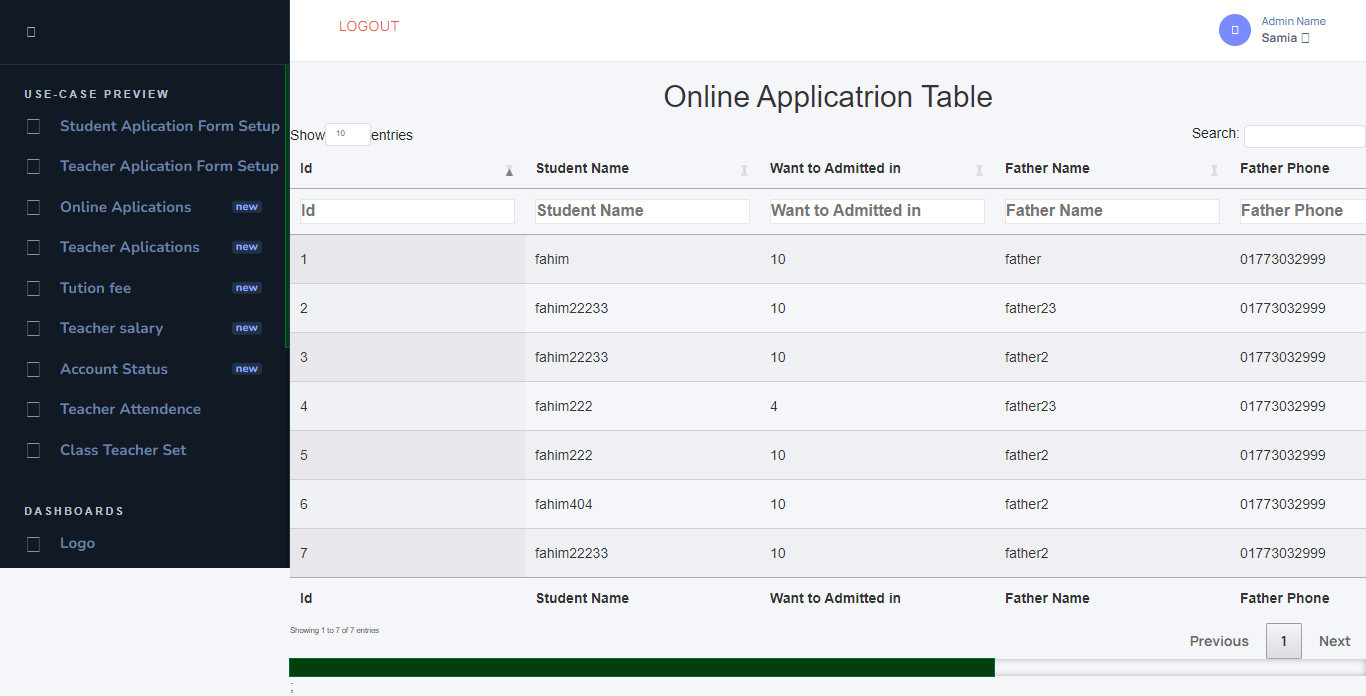 LOGOUT
Admin Name
Samia
USE-CASE PREVIEW
Student Aplication Form Setup
Teacher Aplication Form Setup
Online Aplications new
Teacher Aplications new
Tution fee new
Teacher salary new
Account Status new
Teacher Attendence
Class Teacher Set
DASHBOARDS
Logo
Online Applicatrion Table
Show 10 entries
Search:
Id Student Name Want to Admitted in Father Name Father Phone
Id Student Name Want to Admitted in Father Name Father Phone
1 fahim 10 father 01773032999
2 fahim22233 10 father23 01773032999
3 fahim22233 10 father2 01773032999
4 fahim222 4 father23 01773032999
5 fahim222 10 father2 01773032999
6 fahim404 10 father2 01773032999
7 fahim22233 10 father2 01773032999
Id Student Name Want to Admitted in Father Name Father Phone
Showing 1 to 7 of 7 entries
Previous 1 Next
;